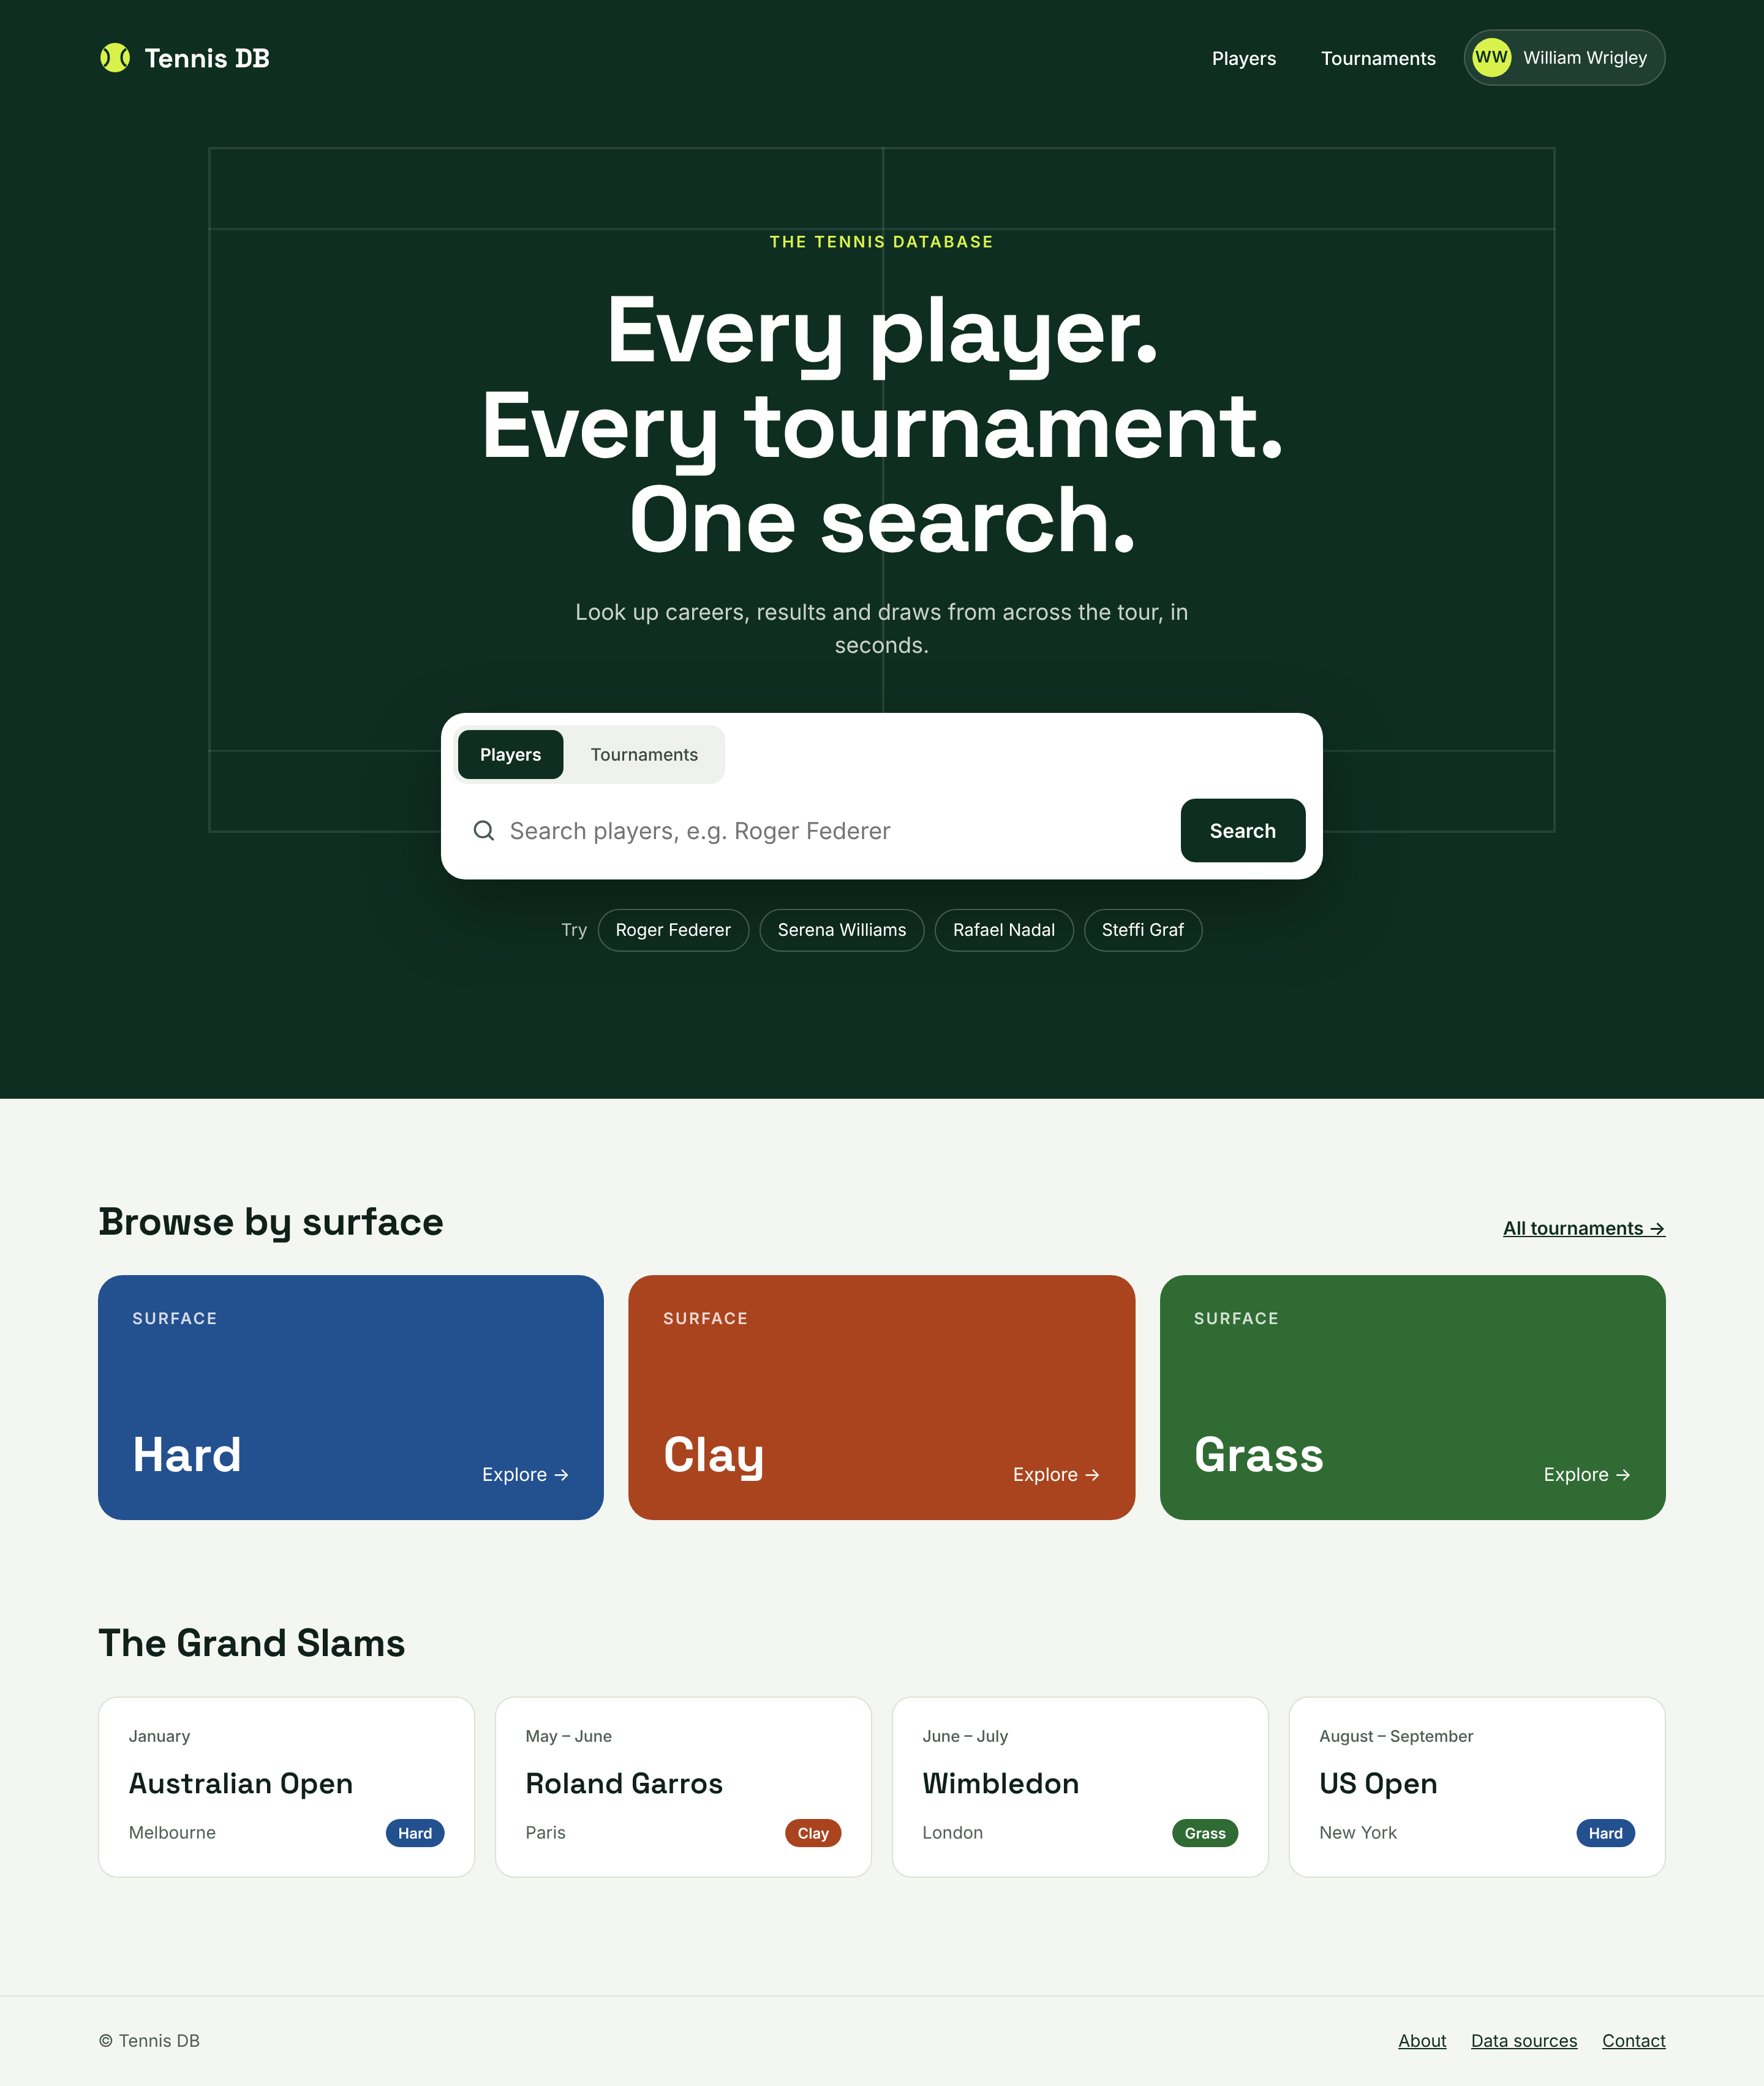 Tennis DB
Players
Tournaments
WW
William Wrigley
THE TENNIS DATABASE
Every player.
Every tournament.
One search.
Look up careers, results and draws from across the tour, in
seconds.
Players
Tournaments
Search players, e.g. Roger Federer
Search
Try
Roger Federer
Serena Williams
Rafael Nadal
Steffi Graf
Browse by surface
All tournaments →
SURFACE
Hard
Explore →
SURFACE
Clay
Explore →
SURFACE
Grass
Explore →
The Grand Slams
January
Australian Open
Melbourne
Hard
May – June
Roland Garros
Paris
Clay
June – July
Wimbledon
London
Grass
August – September
US Open
New York
Hard
© Tennis DB
About
Data sources
Contact